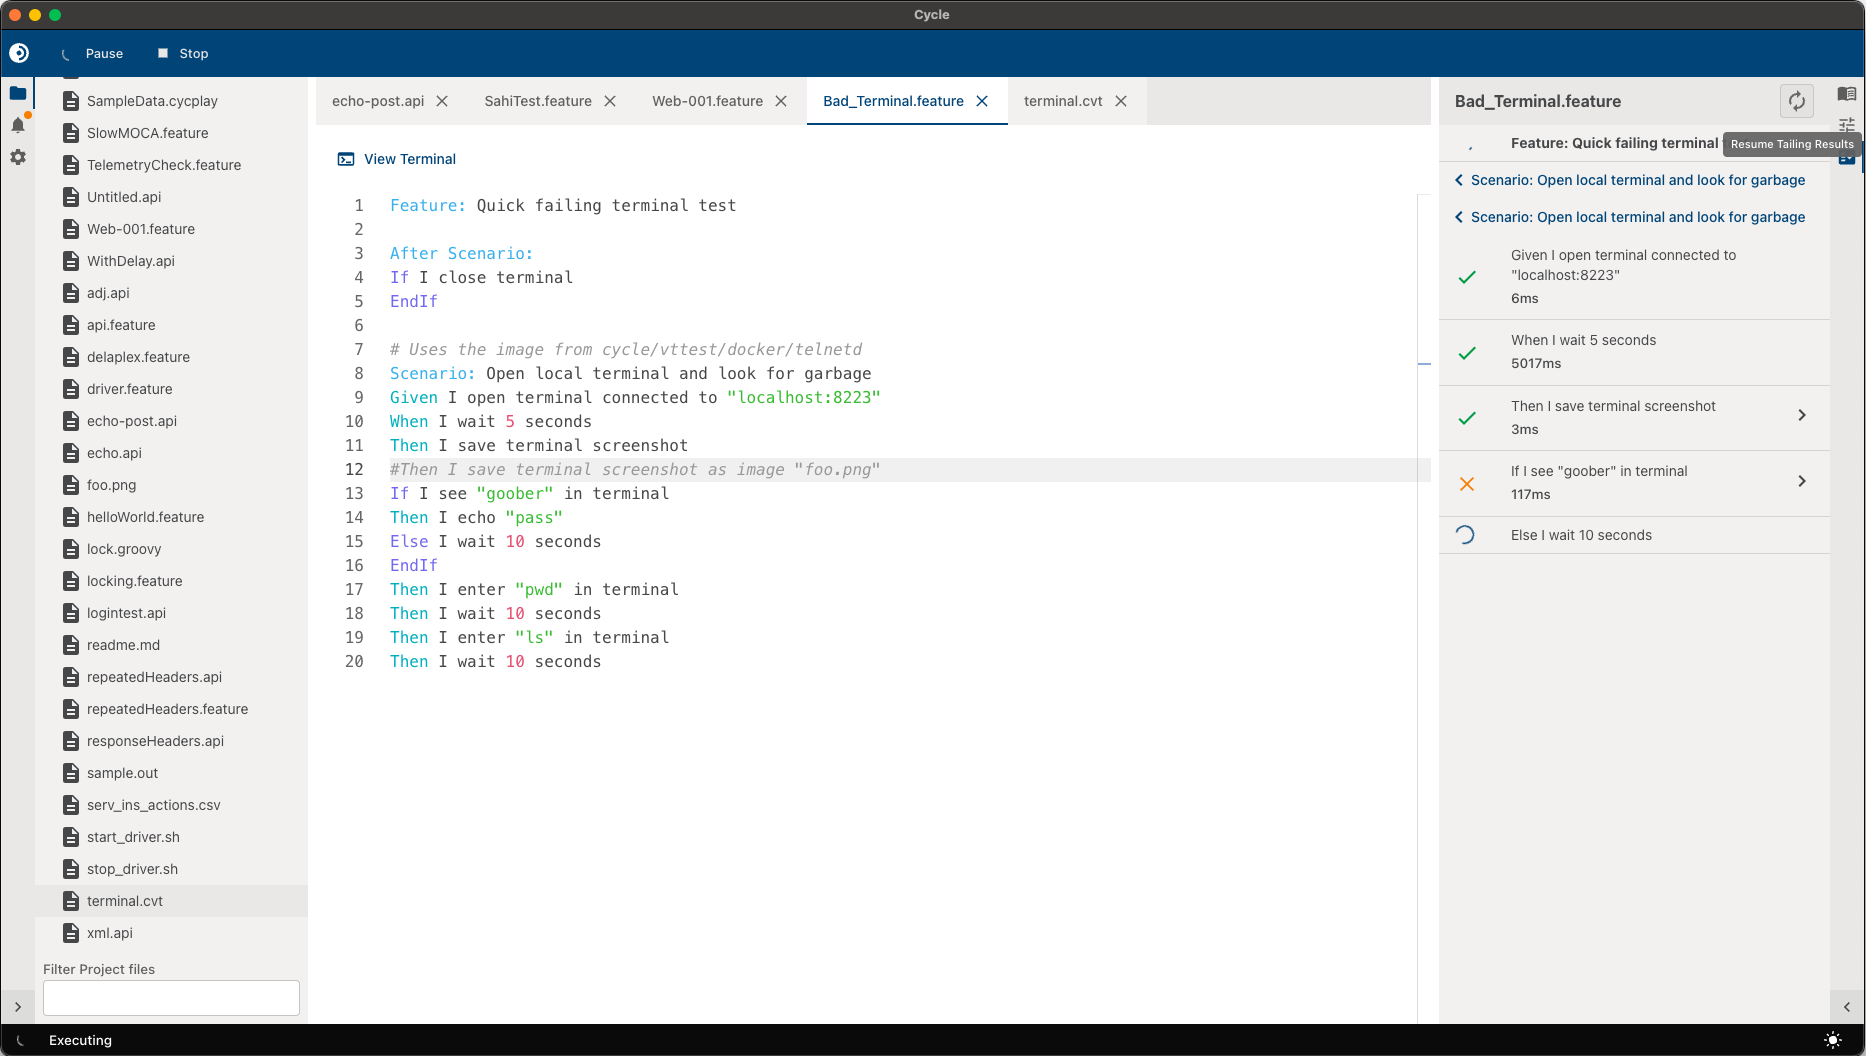 Cycle
Pause
Stop
SampleData.cycplay
SlowMOCA.feature
TelemetryCheck.feature
Untitled.api
Web-001.feature
WithDelay.api
adj.api
api.feature
delaplex.feature
driver.feature
echo-post.api
echo.api
foo.png
helloWorld.feature
lock.groovy
locking.feature
logintest.api
readme.md
repeatedHeaders.api
repeatedHeaders.feature
responseHeaders.api
sample.out
serv_ins_actions.csv
start_driver.sh
stop_driver.sh
terminal.cvt
xml.api
Filter Project files
echo-post.api
SahiTest.feature
Web-001.feature
Bad_Terminal.feature
terminal.cvt
View Terminal
1 Feature: Quick failing terminal test
2
3 After Scenario:
4 If I close terminal
5 EndIf
6
7 # Uses the image from cycle/vttest/docker/telnetd
8 Scenario: Open local terminal and look for garbage
9 Given I open terminal connected to "localhost:8223"
10 When I wait 5 seconds
11 Then I save terminal screenshot
12 #Then I save terminal screenshot as image "foo.png"
13 If I see "goober" in terminal
14 Then I echo "pass"
15 Else I wait 10 seconds
16 EndIf
17 Then I enter "pwd" in terminal
18 Then I wait 10 seconds
19 Then I enter "ls" in terminal
20 Then I wait 10 seconds
Bad_Terminal.feature
Feature: Quick failing terminal
Resume Tailing Results
Scenario: Open local terminal and look for garbage
Scenario: Open local terminal and look for garbage
Given I open terminal connected to
"localhost:8223"
6ms
When I wait 5 seconds
5017ms
Then I save terminal screenshot
3ms
If I see "goober" in terminal
117ms
Else I wait 10 seconds
Executing